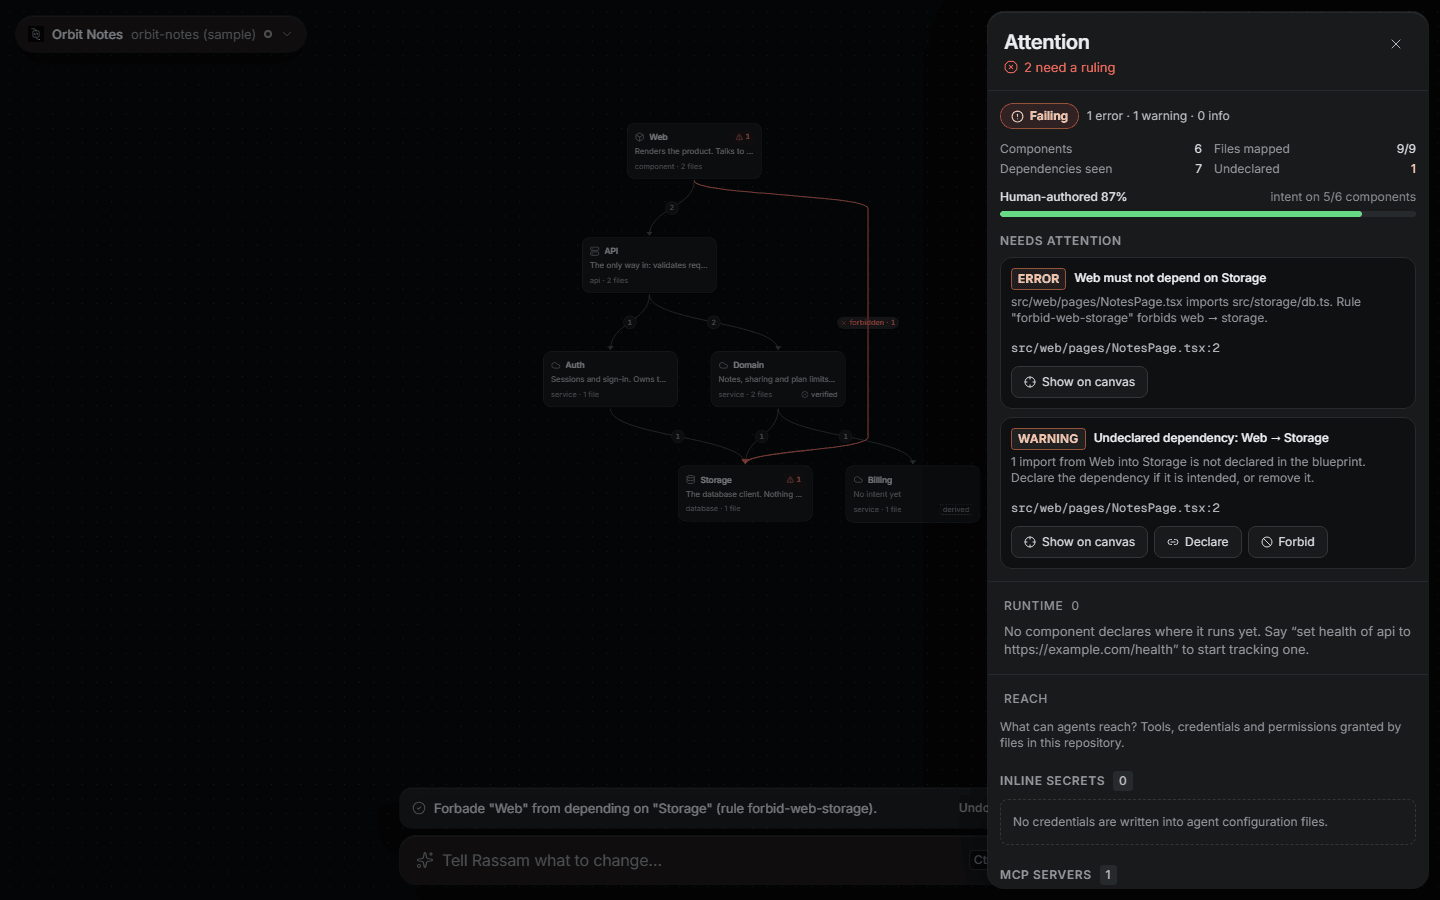 Orbit Notes orbit-notes (sample)
Web 1
Renders the product. Talks to ...
component · 2 files
2
API
The only way in: validates req...
api · 2 files
1
2
forbidden · 1
Auth
Sessions and sign-in. Owns t...
service · 1 file
Domain
Notes, sharing and plan limits...
service · 2 files verified
1
1
1
Storage 1
The database client. Nothing ...
database · 1 file
Billing
No intent yet
service · 1 file derived
Forbade "Web" from depending on "Storage" (rule forbid-web-storage). Undo
Tell Rassam what to change...
Attention
2 need a ruling
Failing 1 error · 1 warning · 0 info
Components 6 Files mapped 9/9
Dependencies seen 7 Undeclared 1
Human-authored 87% intent on 5/6 components
NEEDS ATTENTION
ERROR Web must not depend on Storage
src/web/pages/NotesPage.tsx imports src/storage/db.ts. Rule
"forbid-web-storage" forbids web → storage.
src/web/pages/NotesPage.tsx:2
Show on canvas
WARNING Undeclared dependency: Web → Storage
1 import from Web into Storage is not declared in the blueprint.
Declare the dependency if it is intended, or remove it.
src/web/pages/NotesPage.tsx:2
Show on canvas Declare Forbid
RUNTIME 0
No component declares where it runs yet. Say “set health of api to
https://example.com/health” to start tracking one.
REACH
What can agents reach? Tools, credentials and permissions granted by
files in this repository.
INLINE SECRETS 0
No credentials are written into agent configuration files.
MCP SERVERS 1